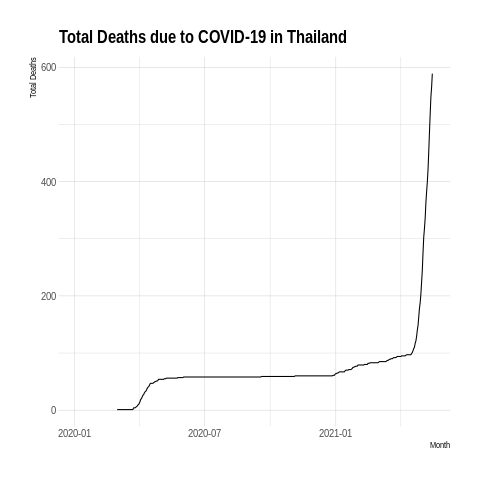 Total Deaths due to COVID-19 in Thailand
Total Deaths
600
400
200
0
2020-01
2020-07
2021-01
Month